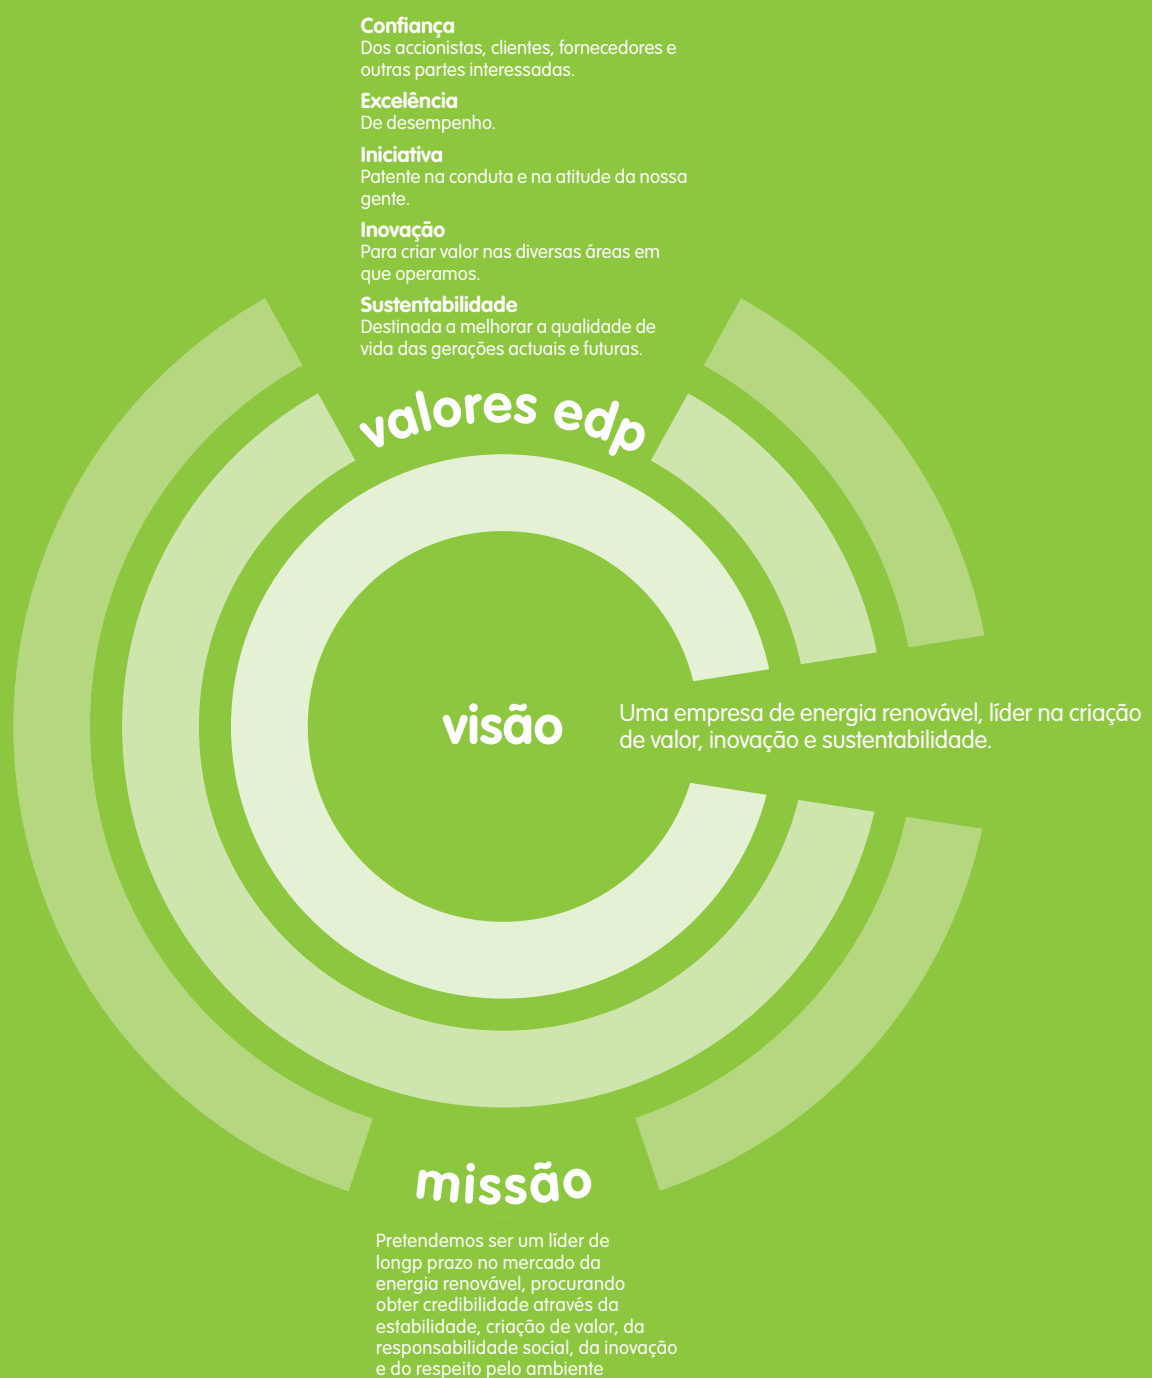 Confiança
Dos accionistas, clientes, fornecedores e
outras partes interessadas.
Excelência
De desempenho.
Iniciativa
Patente na conduta e na atitude da nossa
gente.
Inovação
Para criar valor nas diversas áreas em
que operamos.
Sustentabilidade
Destinada a melhorar a qualidade de
vida das gerações actuais e futuras.
valores edp
visão
Uma empresa de energia renovável, líder na criação
de valor, inovação e sustentabilidade.
missão
Pretendemos ser um líder de
longp prazo no mercado da
energia renovável, procurando
obter credibilidade através da
estabilidade, criação de valor, da
responsabilidade social, da inovação
e do respeito pelo ambiente